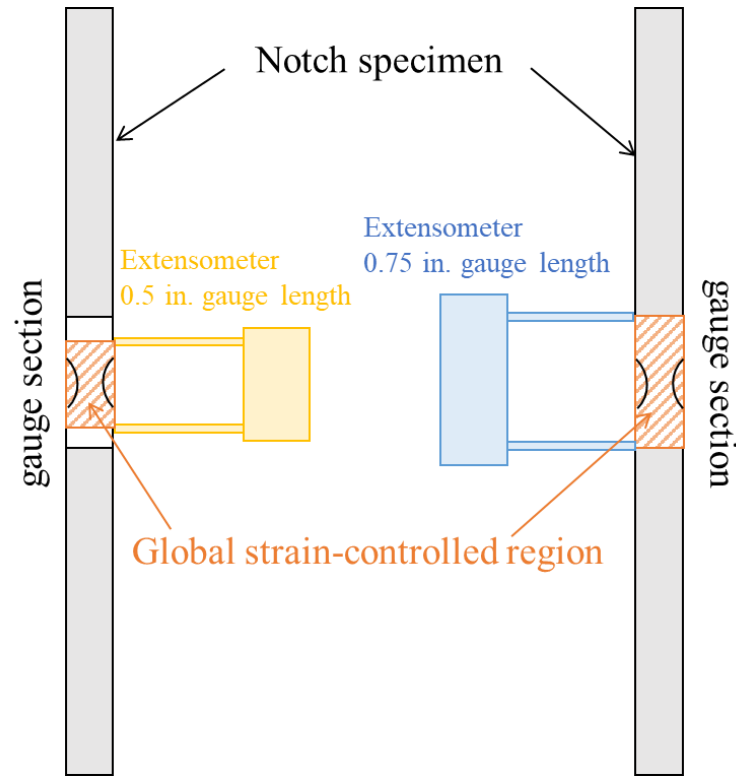 Notch specimen
Extensometer
0.5 in. gauge length
Extensometer
0.75 in. gauge length
gauge section
gauge section
Global strain-controlled region